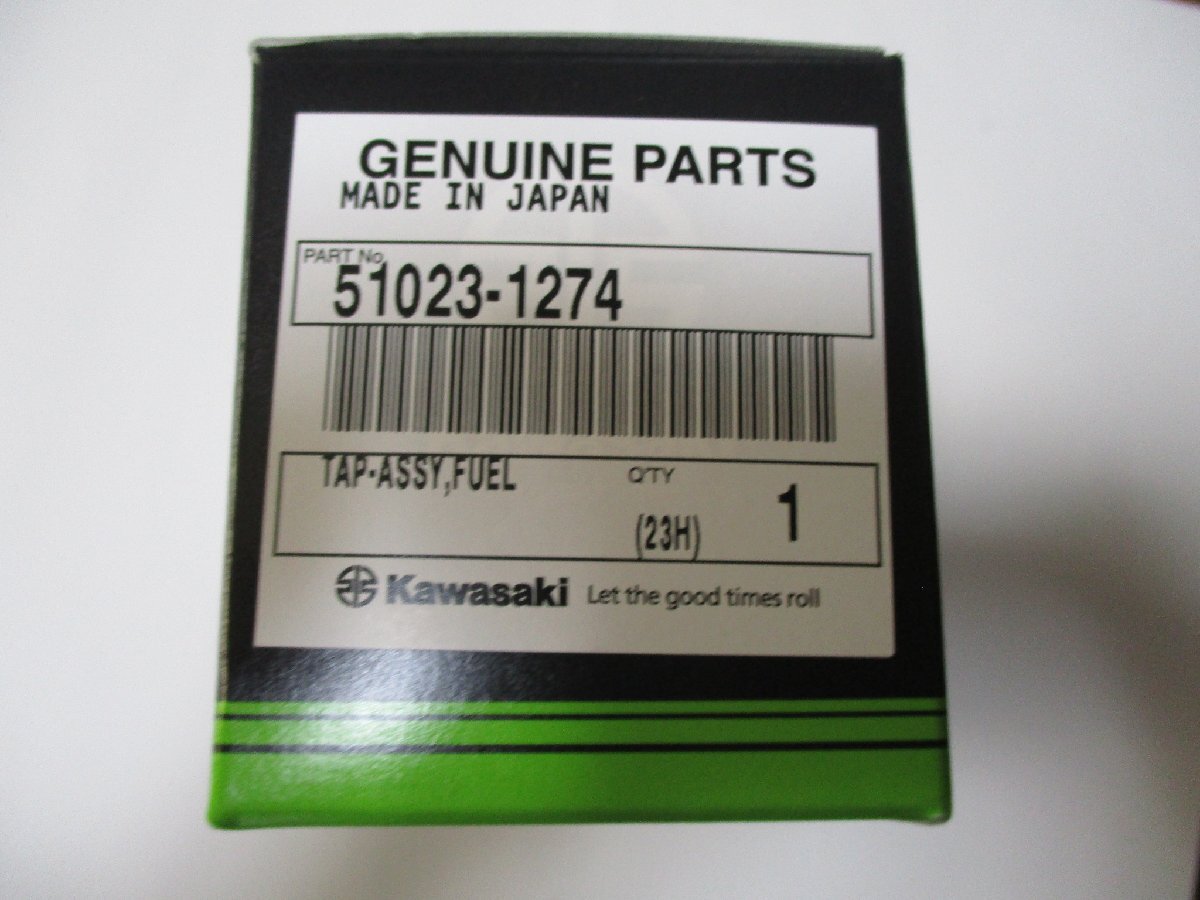 GENUINE PARTS
MADE IN JAPAN
PART No
51023-1274
TAP-ASSY,FUEL Q'TY
(23H) 1
Kawasaki Let the good times roll